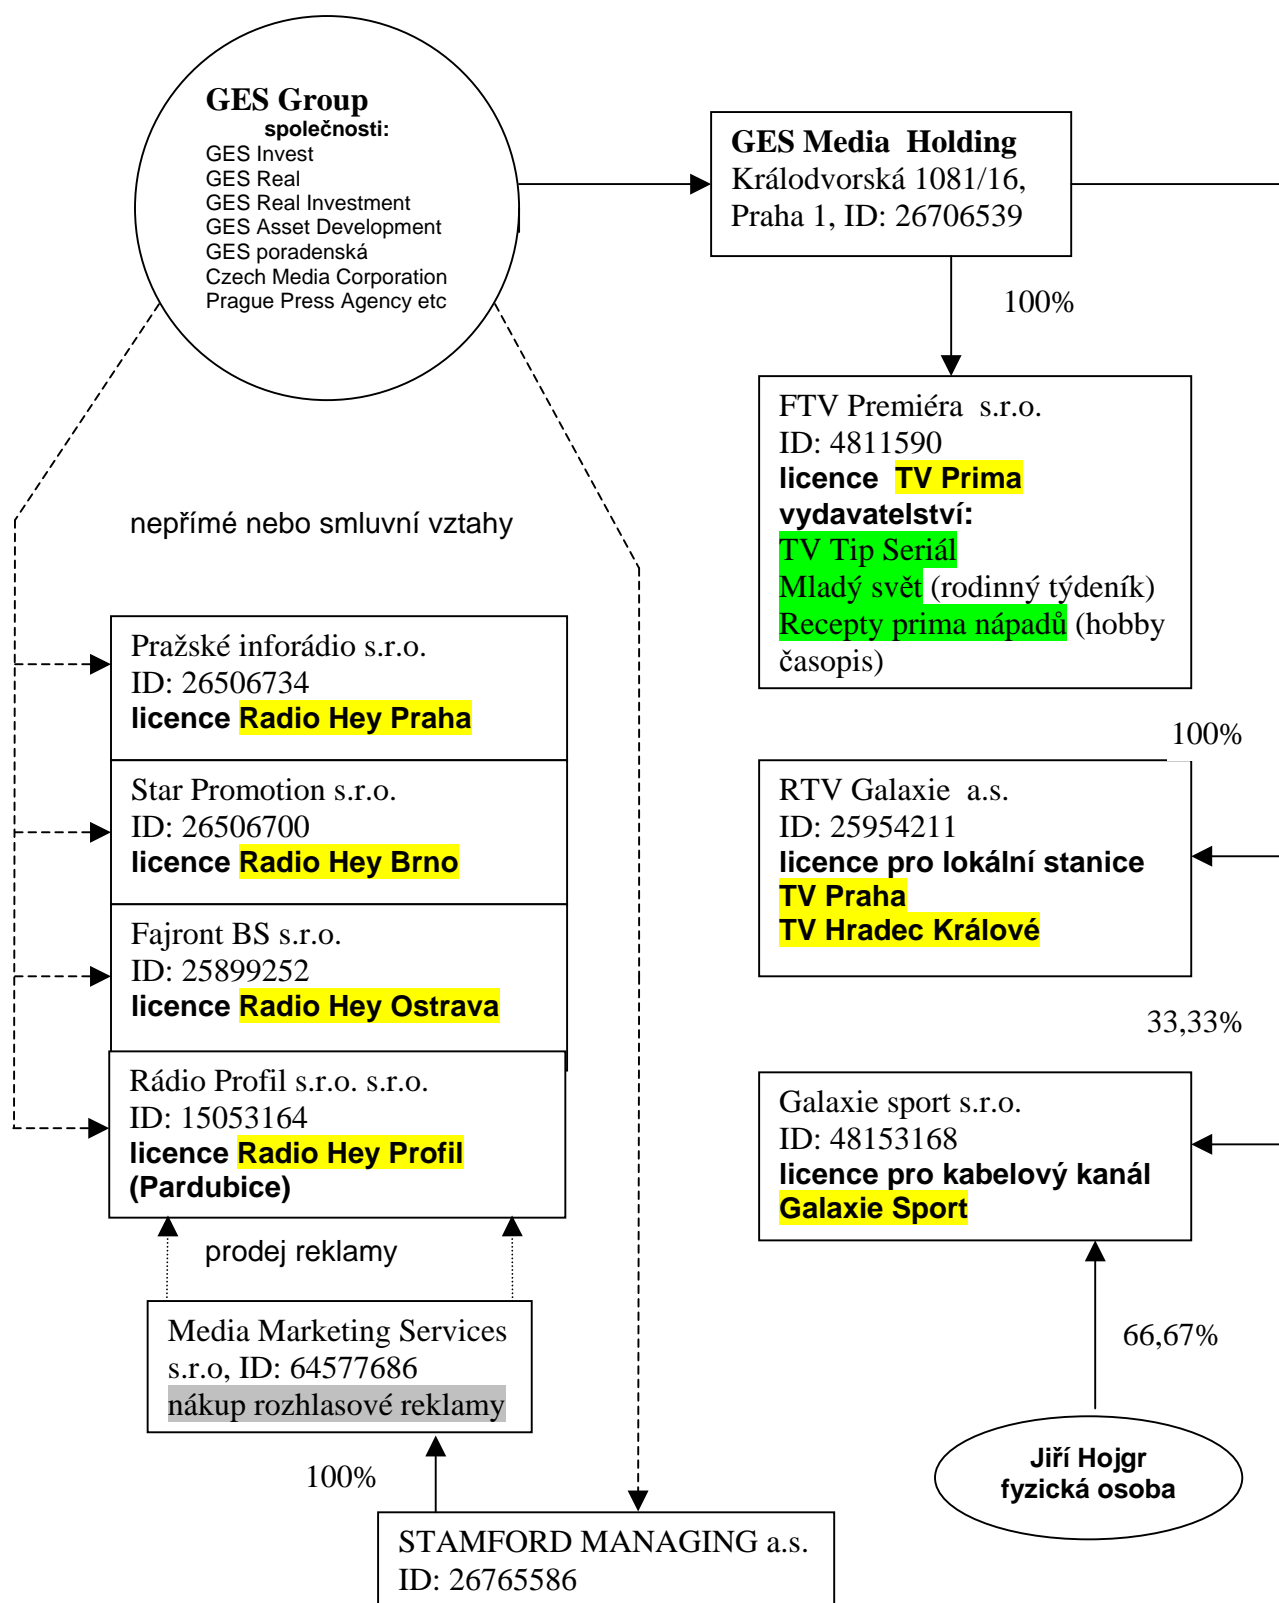 GES Group
společnosti:
GES Invest
GES Real
GES Real Investment
GES Asset Development
GES poradenská
Czech Media Corporation
Prague Press Agency etc
GES Media  Holding
Králodvorská 1081/16,
Praha 1, ID: 26706539
100%
FTV Premiéra  s.r.o.
ID: 4811590
licence  TV Prima
vydavatelství:
TV Tip Seriál
Mladý svět (rodinný týdeník)
Recepty prima nápadů (hobby
časopis)
nepřímé nebo smluvní vztahy
Pražské inforádio s.r.o.
ID: 26506734
licence Radio Hey Praha
Star Promotion s.r.o.
ID: 26506700
licence Radio Hey Brno
Fajront BS s.r.o.
ID: 25899252
licence Radio Hey Ostrava
Rádio Profil s.r.o. s.r.o.
ID: 15053164
licence Radio Hey Profil
(Pardubice)
prodej reklamy
Media Marketing Services
s.r.o, ID: 64577686
nákup rozhlasové reklamy
100%
STAMFORD MANAGING a.s.
ID: 26765586
100%
RTV Galaxie  a.s.
ID: 25954211
licence pro lokální stanice
TV Praha
TV Hradec Králové
33,33%
Galaxie sport s.r.o.
ID: 48153168
licence pro kabelový kanál
Galaxie Sport
66,67%
Jiří Hojgr
fyzická osoba